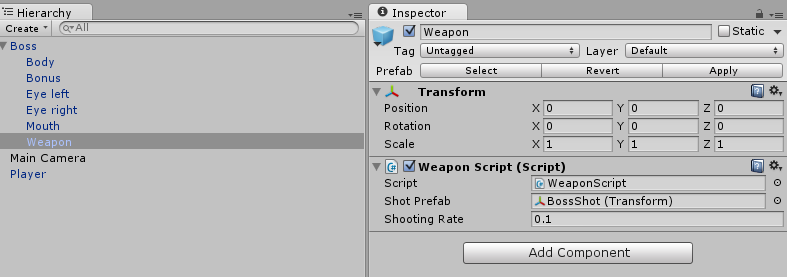 Hierarchy
Create
All
Boss
Body
Bonus
Eye left
Eye right
Mouth
Weapon
Main Camera
Player
Inspector
Weapon Static
Tag Untagged Layer Default
Prefab Select Revert Apply
Transform
Position X 0 Y 0 Z 0
Rotation X 0 Y 0 Z 0
Scale X 1 Y 1 Z 1
C# Weapon Script (Script)
Script WeaponScript
Shot Prefab BossShot (Transform)
Shooting Rate 0.1
Add Component